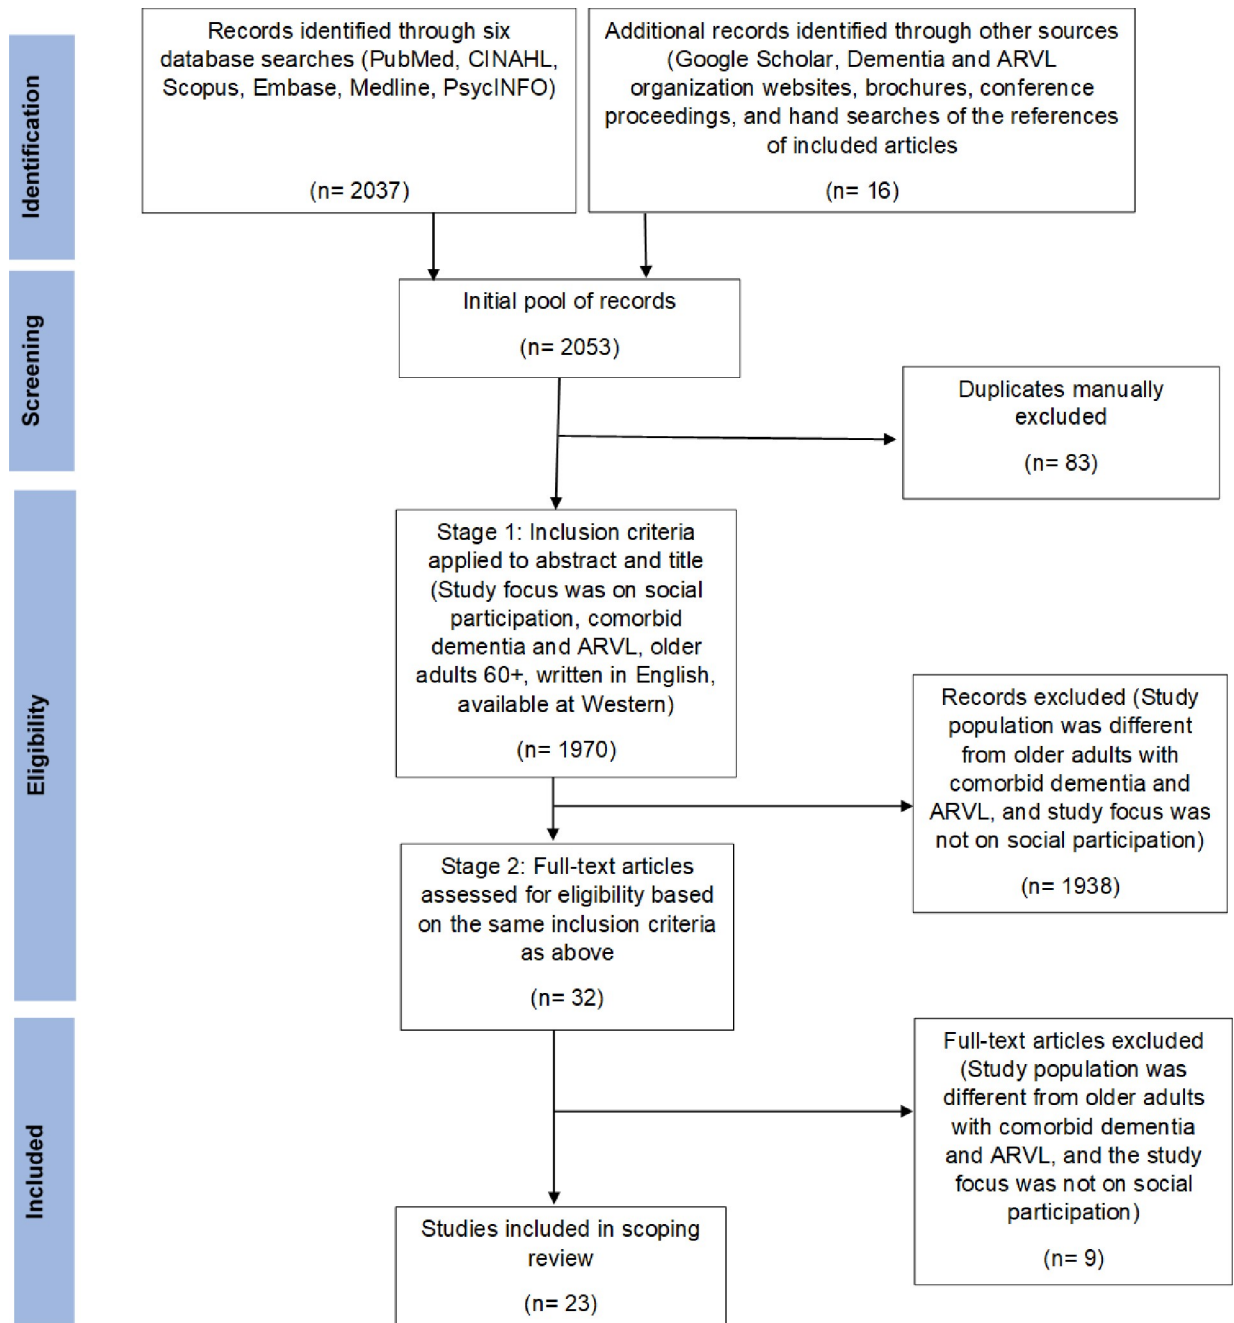 Identification
Records identified through six
database searches (PubMed, CINAHL,
Scopus, Embase, Medline, PsycINFO)
(n= 2037)
Additional records identified through other sources
(Google Scholar, Dementia and ARVL
organization websites, brochures, conference
proceedings, and hand searches of the references
of included articles
(n= 16)
Screening
Initial pool of records
(n= 2053)
Duplicates manually
excluded
(n= 83)
Eligibility
Stage 1: Inclusion criteria
applied to abstract and title
(Study focus was on social
participation, comorbid
dementia and ARVL, older
adults 60+, written in English,
available at Western)
(n= 1970)
Records excluded (Study
population was different
from older adults with
comorbid dementia and
ARVL, and study focus was
not on social participation)
(n= 1938)
Stage 2: Full-text articles
assessed for eligibility based
on the same inclusion criteria
as above
(n= 32)
Included
Full-text articles excluded
(Study population was
different from older adults
with comorbid dementia
and ARVL, and the study
focus was not on social
participation)
(n= 9)
Studies included in scoping
review
(n= 23)